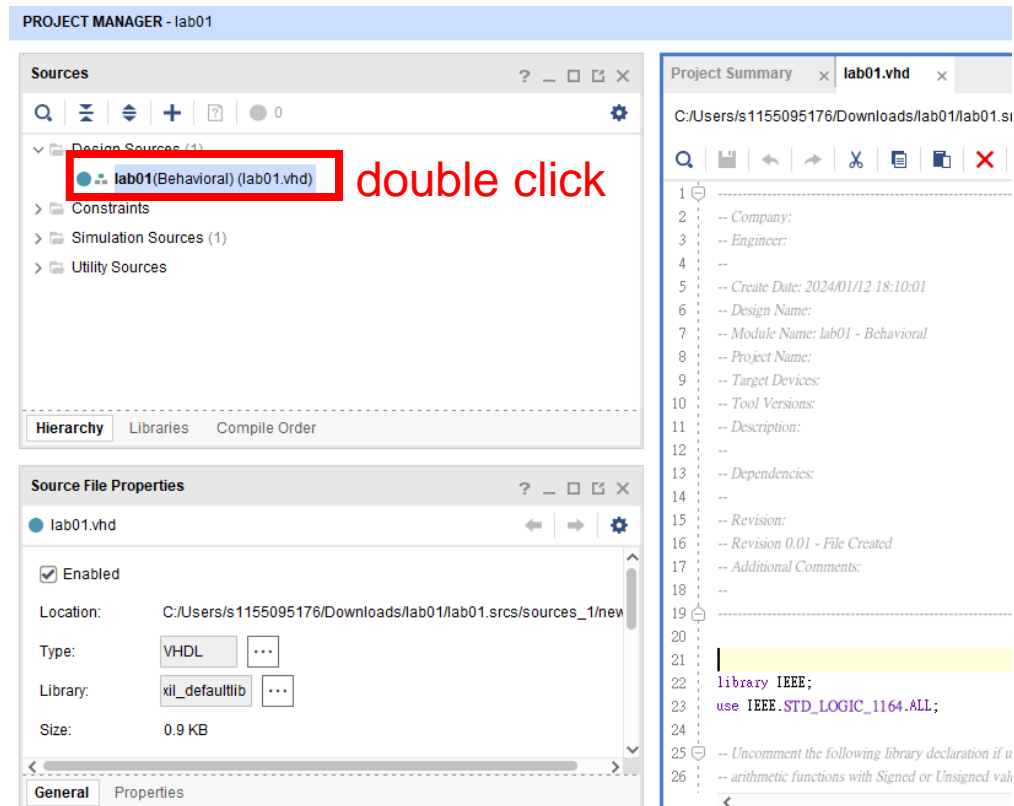 PROJECT MANAGER - lab01
Sources
? _ □ X
0
Design Sources (1)
lab01(Behavioral) (lab01.vhd)
double click
Constraints
Simulation Sources (1)
Utility Sources
Hierarchy Libraries Compile Order
Source File Properties
lab01.vhd
Enabled
Location: C:/Users/s1155095176/Downloads/lab01/lab01.srcs/sources_1/new
Type: VHDL ...
Library: xil_defaultlib ...
Size: 0.9 KB
General Properties
Project Summary × lab01.vhd ×
C:/Users/s1155095176/Downloads/lab01/lab01.sr
1 ----------------------------------------------------------------------------------
2 -- Company:
3 -- Engineer:
4 --
5 -- Create Date: 2024/01/12 18:10:01
6 -- Design Name:
7 -- Module Name: lab01 - Behavioral
8 -- Project Name:
9 -- Target Devices:
10 -- Tool Versions:
11 -- Description:
12 --
13 -- Dependencies:
14 --
15 -- Revision:
16 -- Revision 0.01 - File Created
17 -- Additional Comments:
18 --
19 ----------------------------------------------------------------------------------
20
21
22 library IEEE;
23 use IEEE.STD_LOGIC_1164.ALL;
24
25 -- Uncomment the following library declaration if u
26 -- arithmetic functions with Signed or Unsigned val